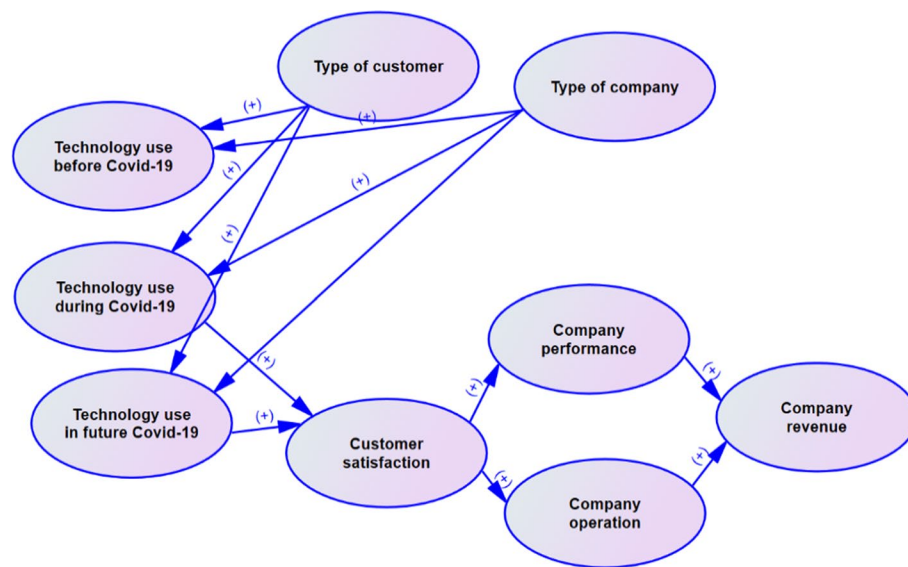 Type of customer
Type of company
(+)
(+)
Technology use
before Covid-19
(+)
(+)
(+)
Technology use
during Covid-19
Company
performance
(+)
(+)
(+)
Technology use
in future Covid-19
(+)
Company
revenue
Customer
satisfaction
(+)
(+)
Company
operation